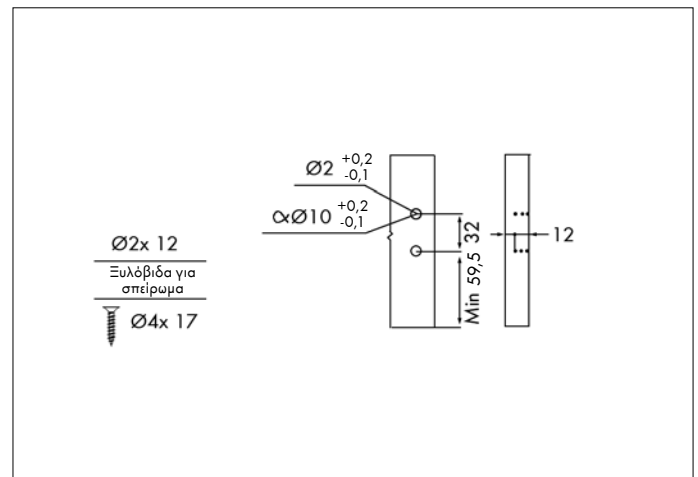 Ø2 +0,2
-0,1
∝Ø10 +0,2
-0,1
32
Min 59,5
12
Ø2x 12
Ξυλόβιδα για
σπείρωμα
Ø4x 17